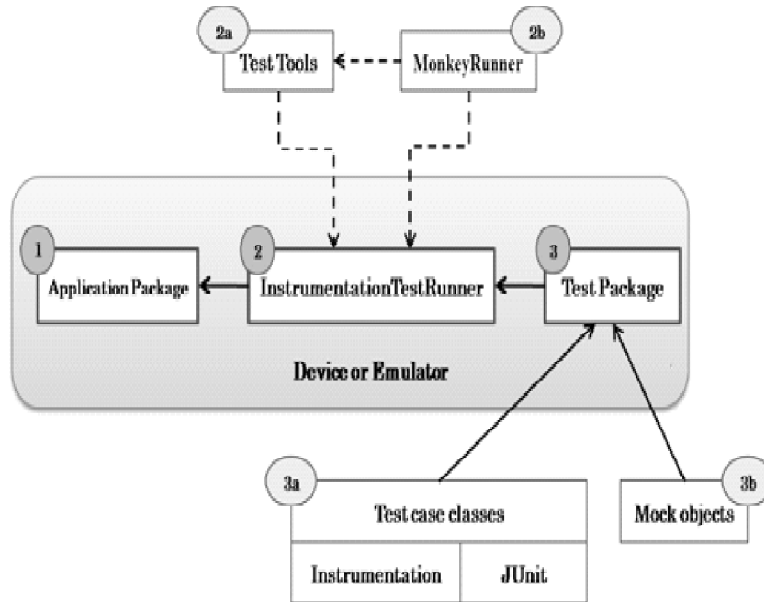 2a
2b
Test Tools
MonkeyRunner
1
2
3
Application Package
InstrumentationTestRunner
Test Package
Device or Emulator
3a
3b
Test case classes
Mock objects
Instrumentation
JUnit